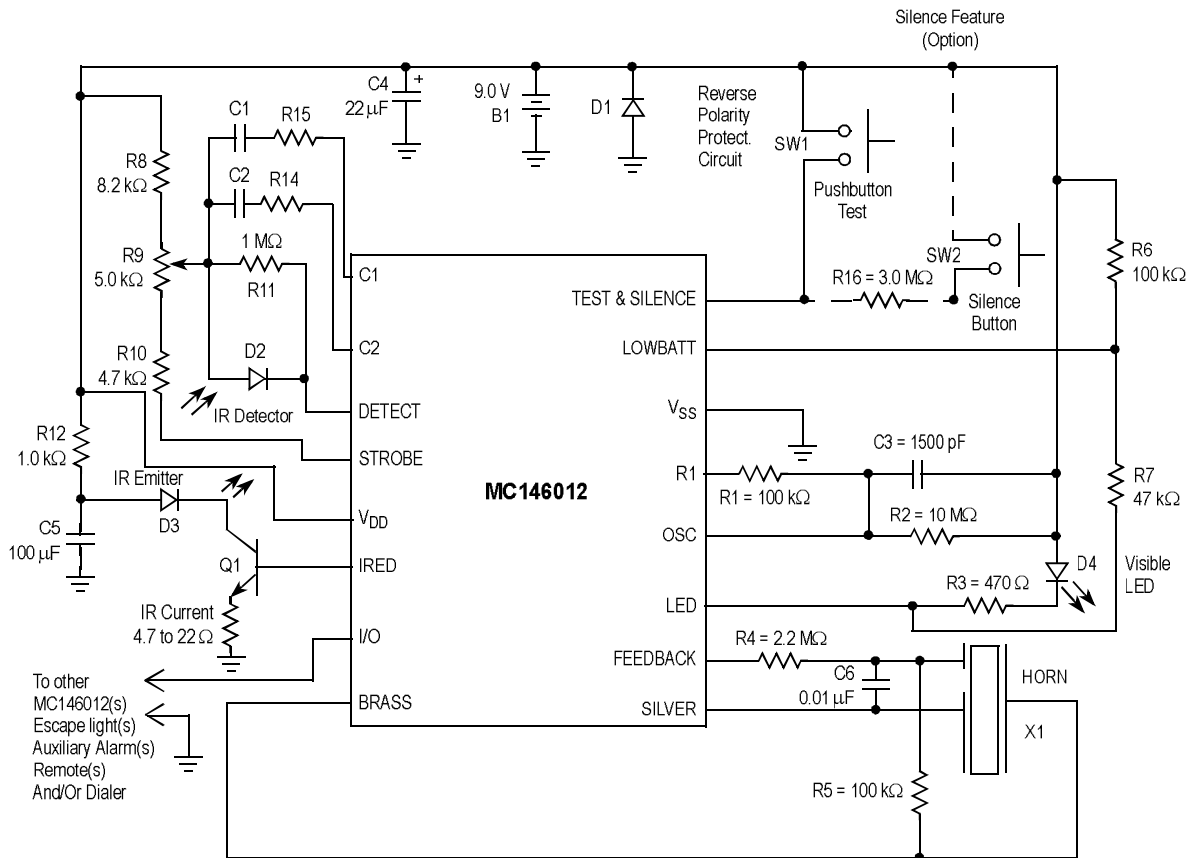 Silence Feature
(Option)
C4
+
22 µF
9.0 V
B1
D1
Reverse
Polarity
Protect.
Circuit
SW1
Pushbutton
Test
C1
R15
R8
8.2 kΩ
C2
R14
R9
5.0 kΩ
1 MΩ
R11
C1
SW2
R6
100 kΩ
TEST & SILENCE
R16 = 3.0 MΩ
Silence
Button
R10
4.7 kΩ
D2
C2
LOWBATT
IR Detector
DETECT
VSS
R12
1.0 kΩ
STROBE
C3 = 1500 pF
IR Emitter
D3
MC146012
R1
R1 = 100 kΩ
R7
47 kΩ
C5
100 µF
VDD
OSC
R2 = 10 MΩ
Q1
IRED
D4
Visible
LED
IR Current
4.7 to 22 Ω
LED
R3 = 470 Ω
I/O
R4 = 2.2 MΩ
FEEDBACK
C6
0.01 µF
HORN
To other
MC146012(s)
Escape light(s)
Auxiliary Alarm(s)
Remote(s)
And/Or Dialer
BRASS
SILVER
X1
R5 = 100 kΩ